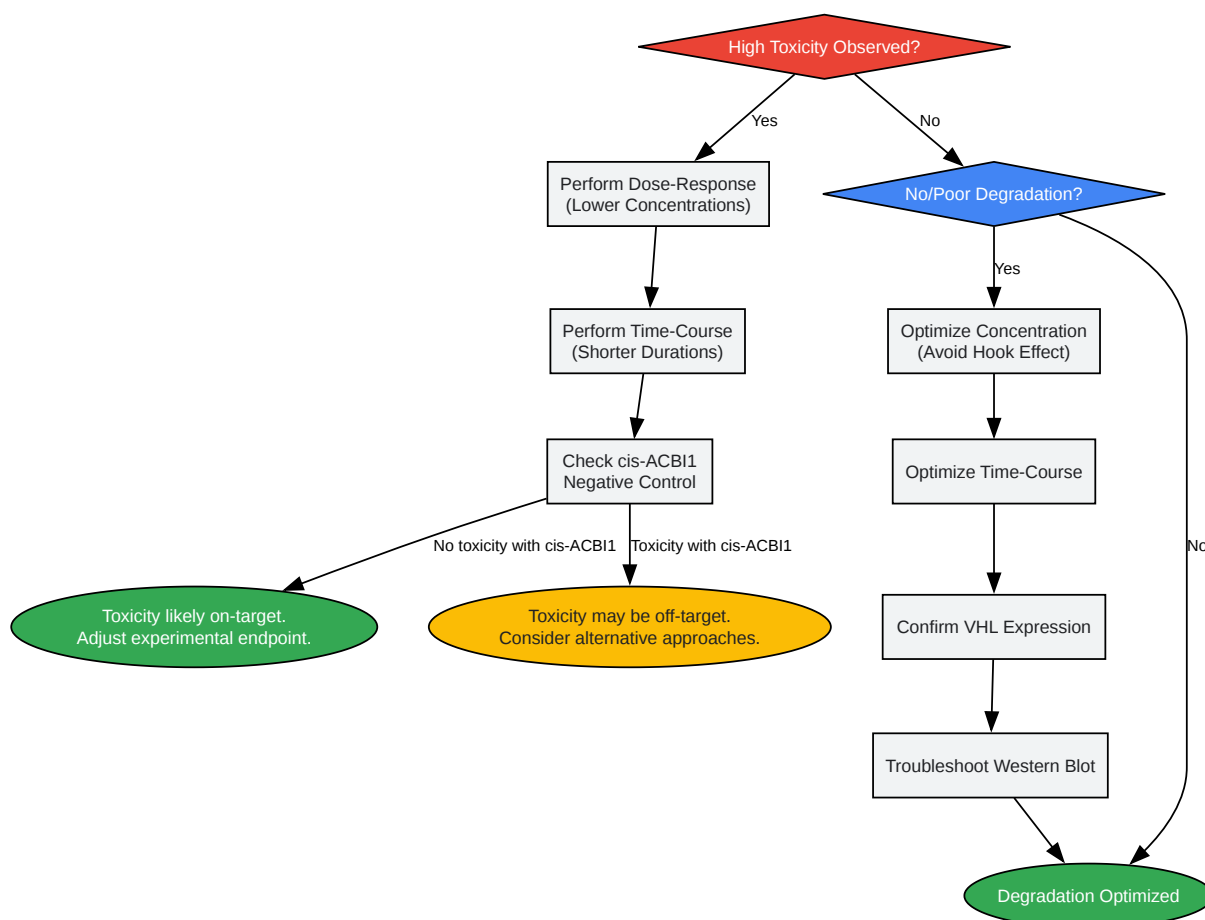 High Toxicity Observed?
Yes
No
Perform Dose-Response
(Lower Concentrations)
No/Poor Degradation?
Yes
Perform Time-Course
(Shorter Durations)
Optimize Concentration
(Avoid Hook Effect)
Check cis-ACBI1
Negative Control
Optimize Time-Course
No toxicity with cis-ACBI1
Toxicity with cis-ACBI1
No
Toxicity likely on-target.
Adjust experimental endpoint.
Toxicity may be off-target.
Consider alternative approaches.
Confirm VHL Expression
Troubleshoot Western Blot
Degradation Optimized